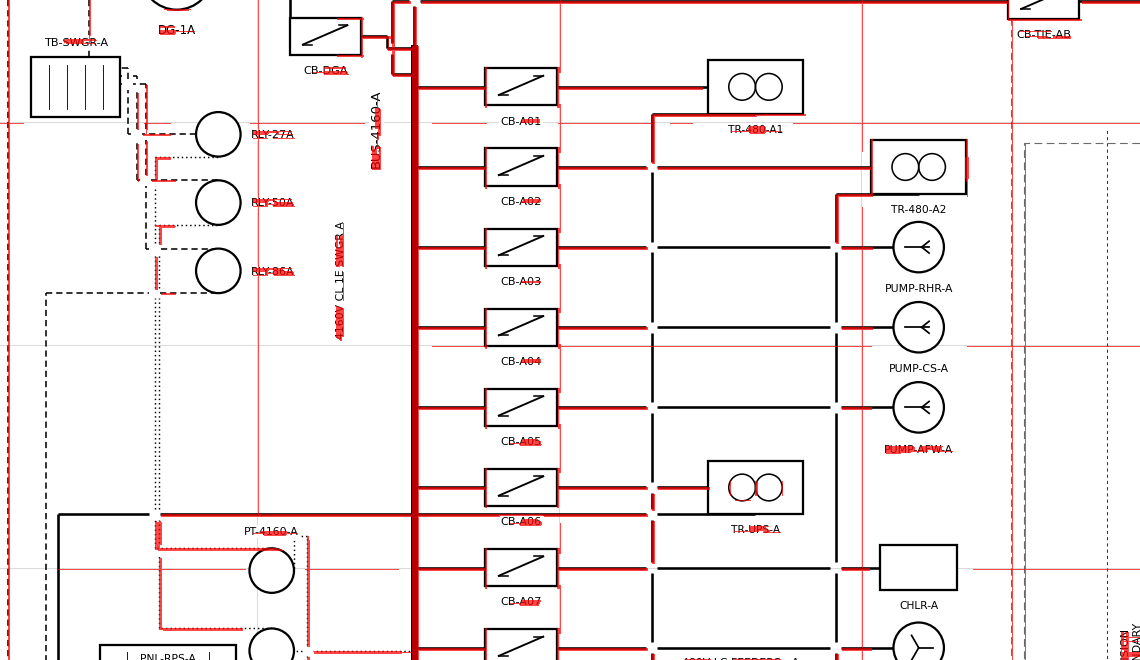 DG-1A
TB-SWGR-A
CB-DGA
CB-TIE-AB
BUS-4160-A
CB-A01
TR-480-A1
RLY-27A
CB-A02
TR-480-A2
RLY-50A
4160V CL 1E SWGR A
CB-A03
PUMP-RHR-A
RLY-86A
CB-A04
PUMP-CS-A
CB-A05
PUMP-AFW-A
CB-A06
TR-UPS-A
PT-4160-A
CB-A07
CHLR-A
PNL-RPS-A